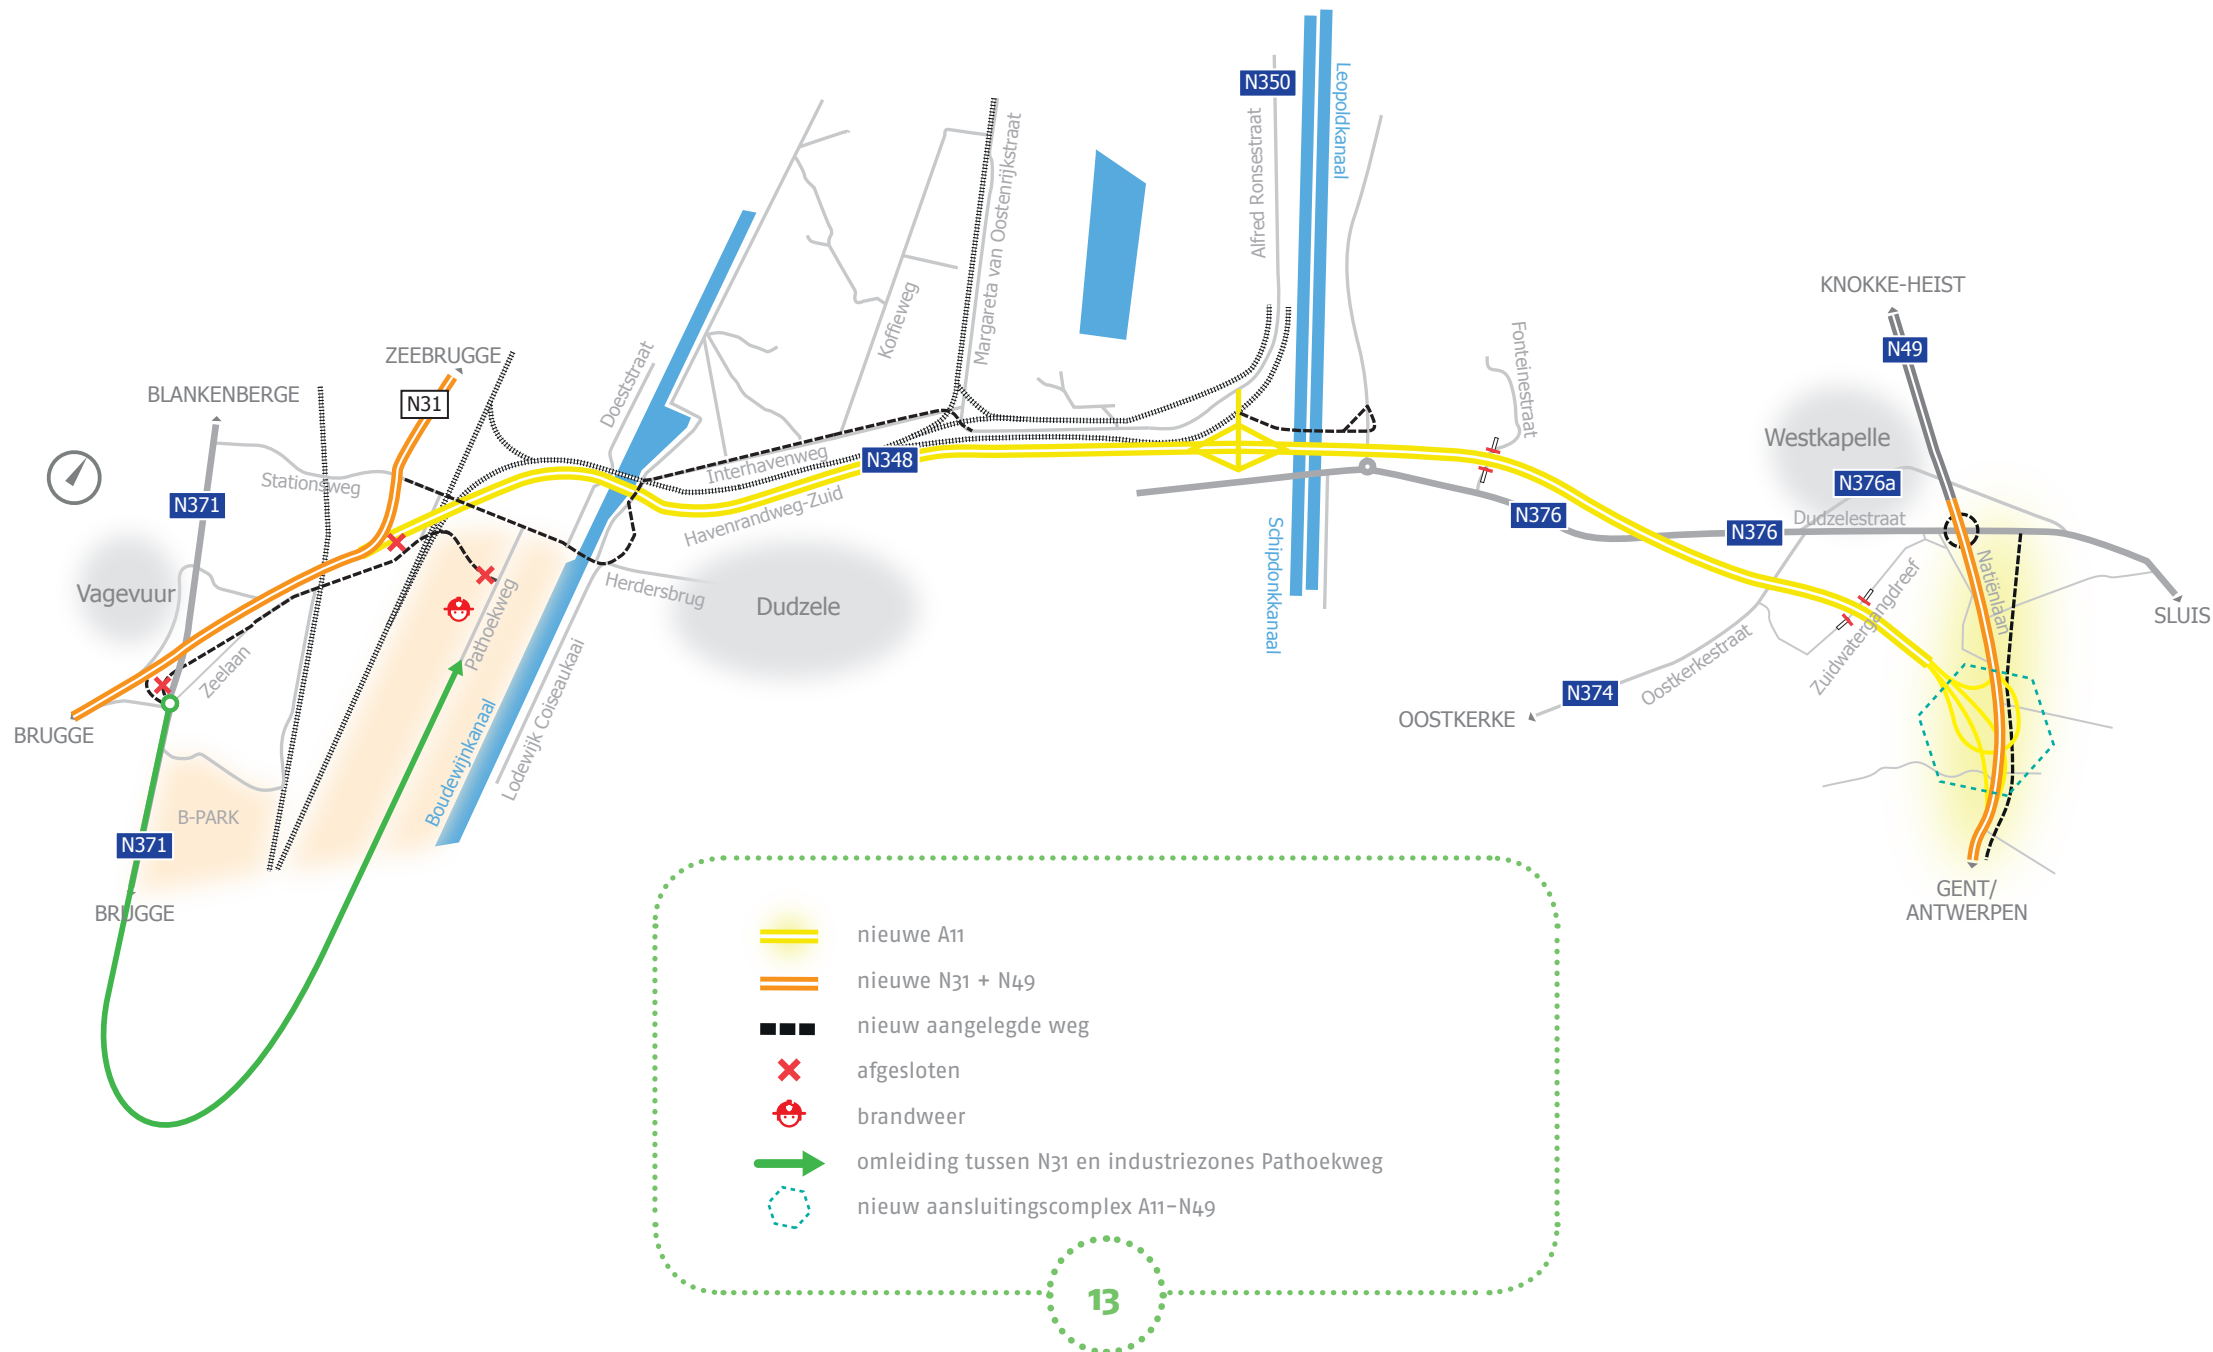 N350
Leopoldkanaal
Alfred Ronsestraat
Margareta van Oostenrijkstraat
Koffieweg
Doeststraat
KNOKKE-HEIST
N49
ZEEBRUGGE
N31
BLANKENBERGE
Stationsweg
N371
Vagevuur
Zeelaan
BRUGGE
Interhavenweg
N348
Havenrandweg-Zuid
Herdersbrug
Dudzele
Pathoekweg
Boudewijnkanaal
Lodewijk Coiseaukaai
Schipdonkkanaal
Fonteinestraat
N376
Westkapelle
N376a
Dudzelestraat
N376
Natiënlaan
Zuidwatergangdreef
SLUIS
Oostkerkestraat
N374
OOSTKERKE
B-PARK
N371
BRUGGE
GENT/
ANTWERPEN
nieuwe A11
nieuwe N31 + N49
nieuw aangelegde weg
afgesloten
brandweer
omleiding tussen N31 en industriezones Pathoekweg
nieuw aansluitingscomplex A11-N49
13